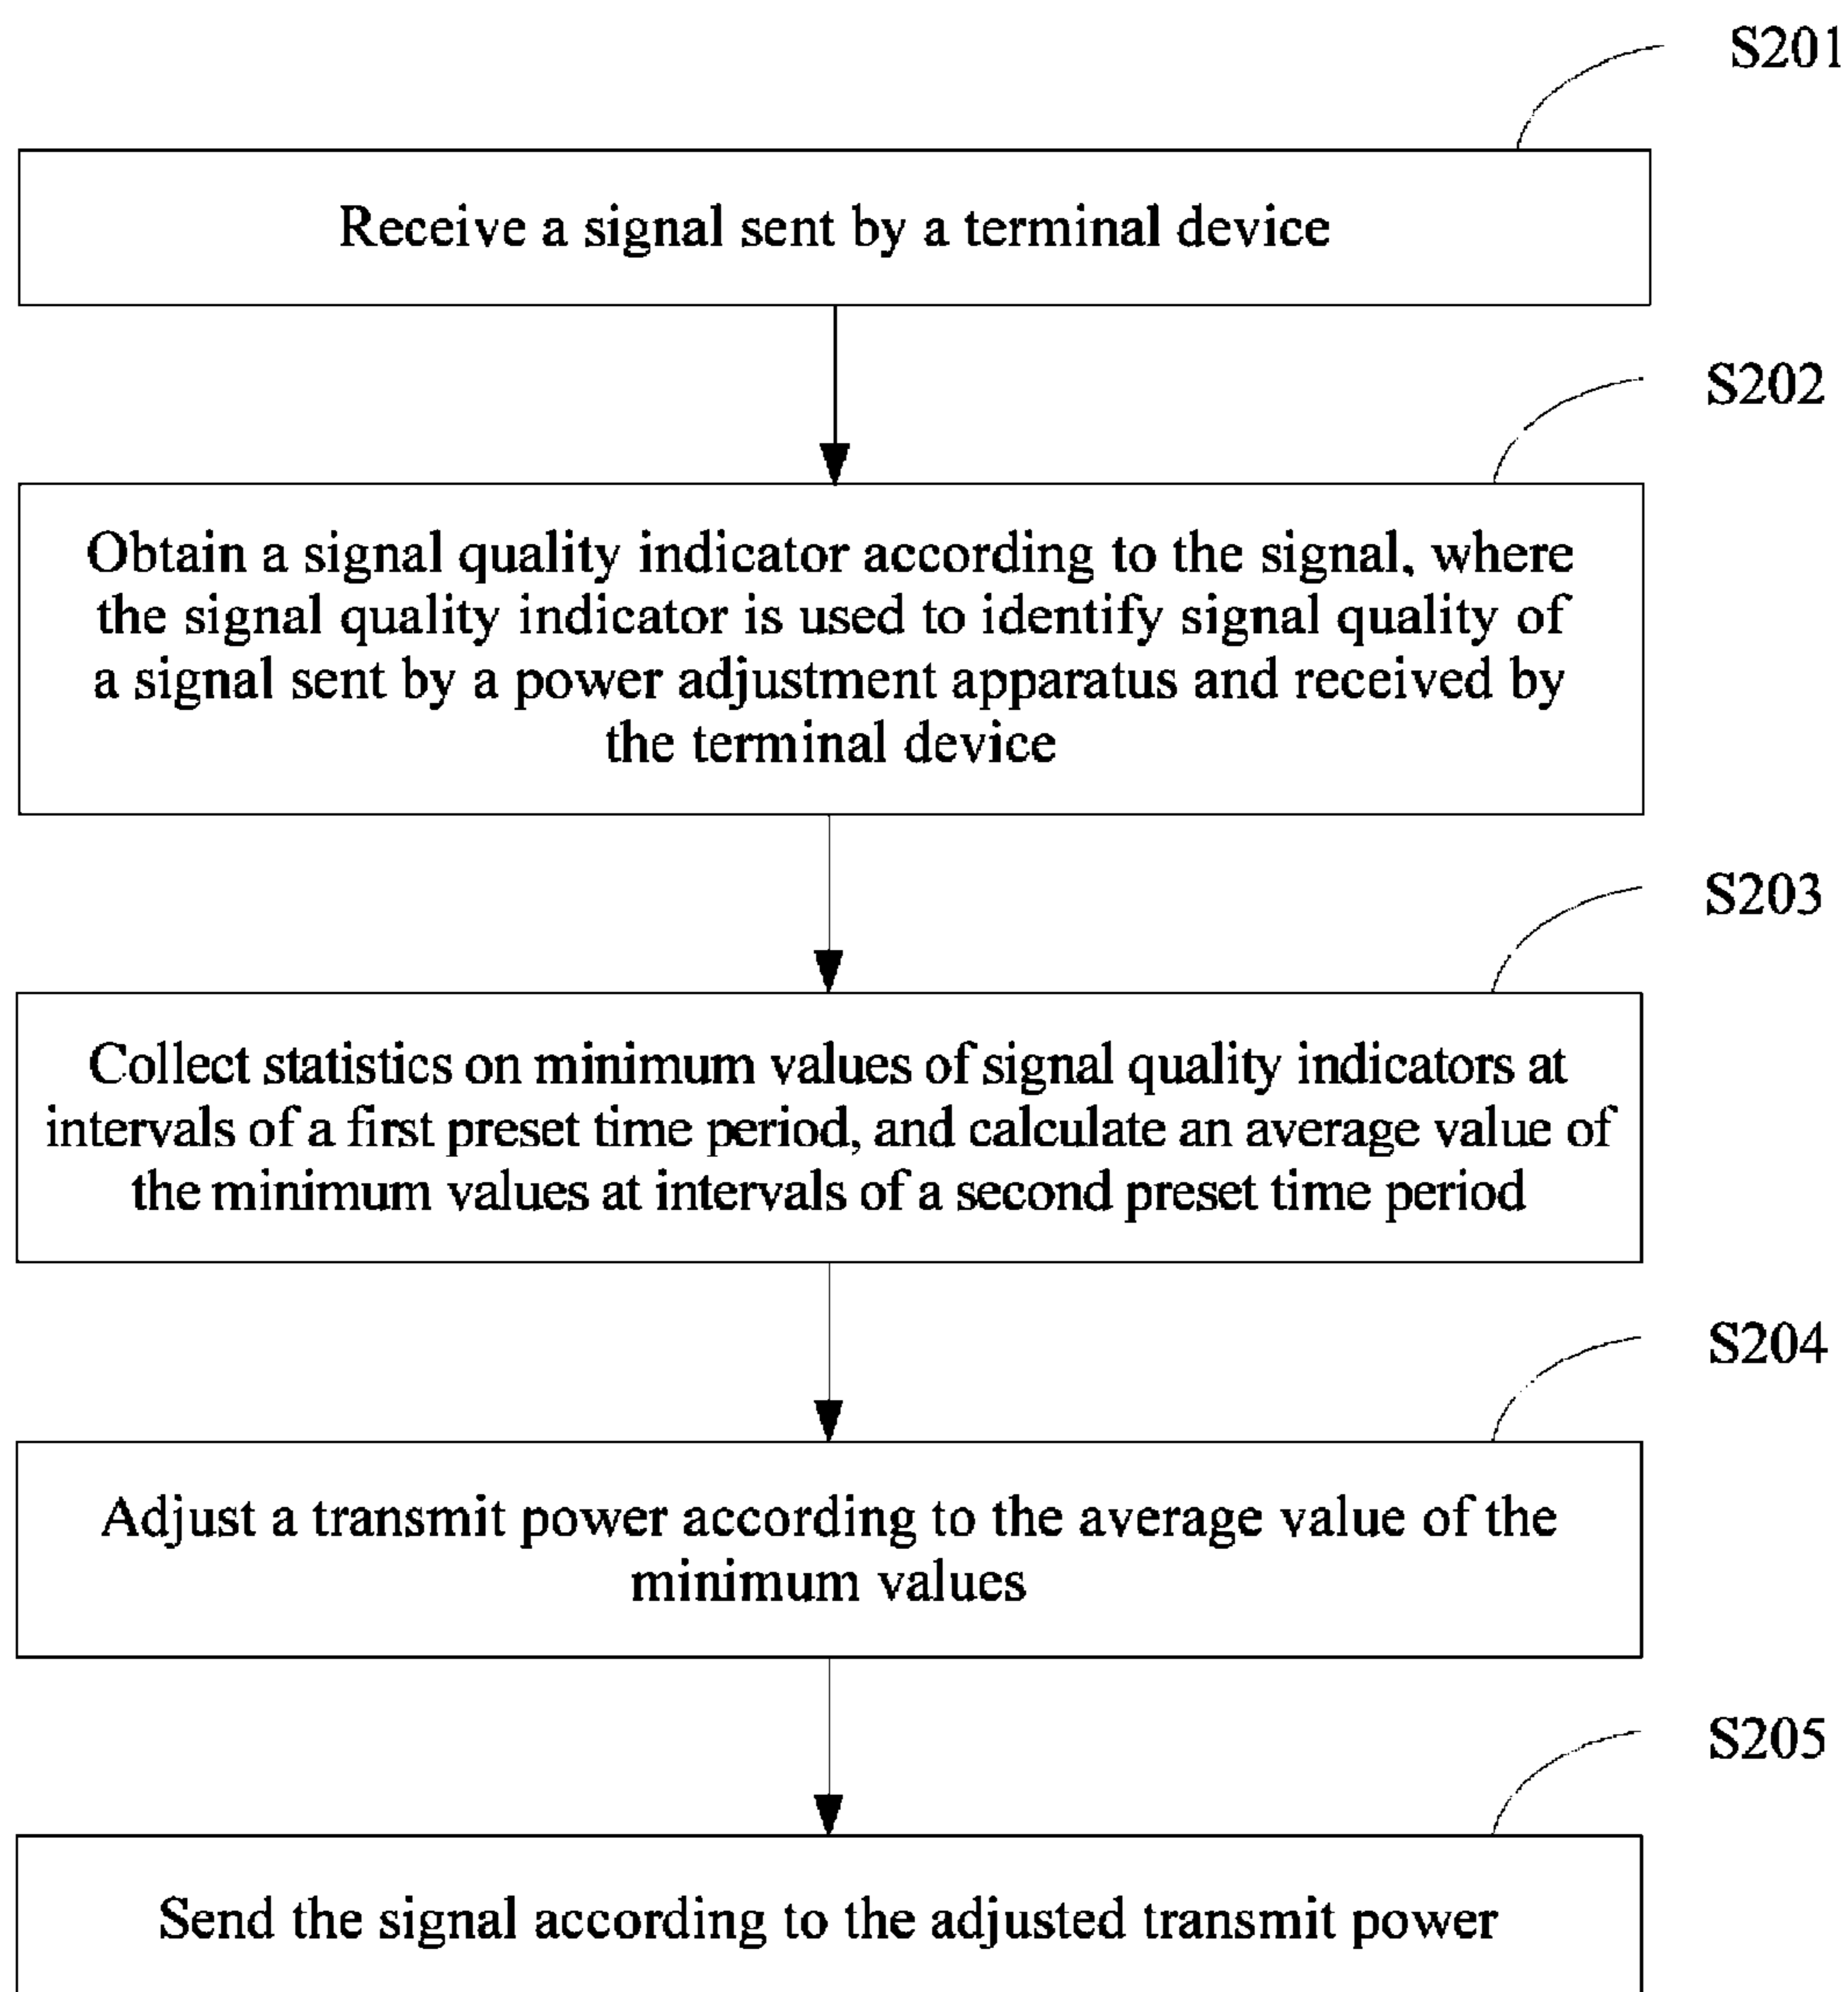 S201
Receive a signal sent by a terminal device
S202
Obtain a signal quality indicator according to the signal, where
the signal quality indicator is used to identify signal quality of
a signal sent by a power adjustment apparatus and received by
the terminal device
S203
Collect statistics on minimum values of signal quality indicators at
intervals of a first preset time period, and calculate an average value of
the minimum values at intervals of a second preset time period
S204
Adjust a transmit power according to the average value of the
minimum values
S205
Send the signal according to the adjusted transmit power